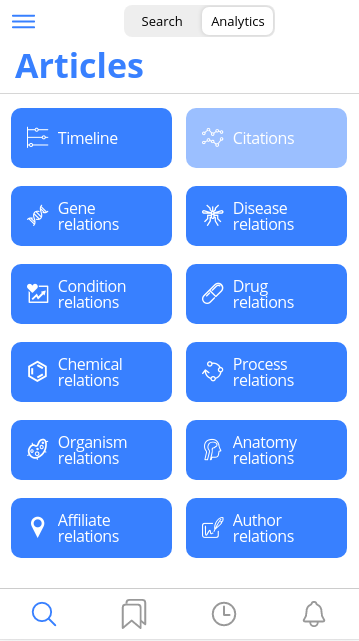 Search
Analytics
Articles
Timeline
Citations
Gene
relations
Disease
relations
Condition
relations
Drug
relations
Chemical
relations
Process
relations
Organism
relations
Anatomy
relations
Affiliate
relations
Author
relations